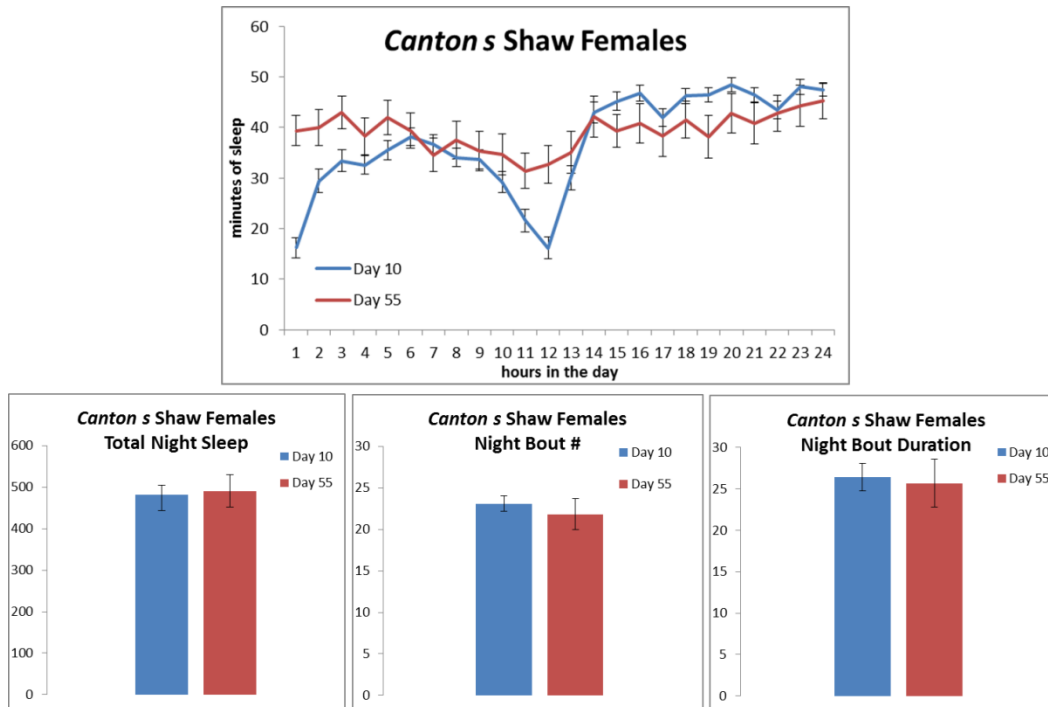 Canton s Shaw Females
60
50
40
30
20
10
0
minutes of sleep
Day 10
Day 55
1 2 3 4 5 6 7 8 9 10 11 12 13 14 15 16 17 18 19 20 21 22 23 24
hours in the day
Canton s Shaw Females
Total Night Sleep
600
500
400
300
200
100
0
Day 10
Day 55
Canton s Shaw Females
Night Bout #
30
25
20
15
10
5
0
Day 10
Day 55
Canton s Shaw Females
Night Bout Duration
30
25
20
15
10
5
0
Day 10
Day 55